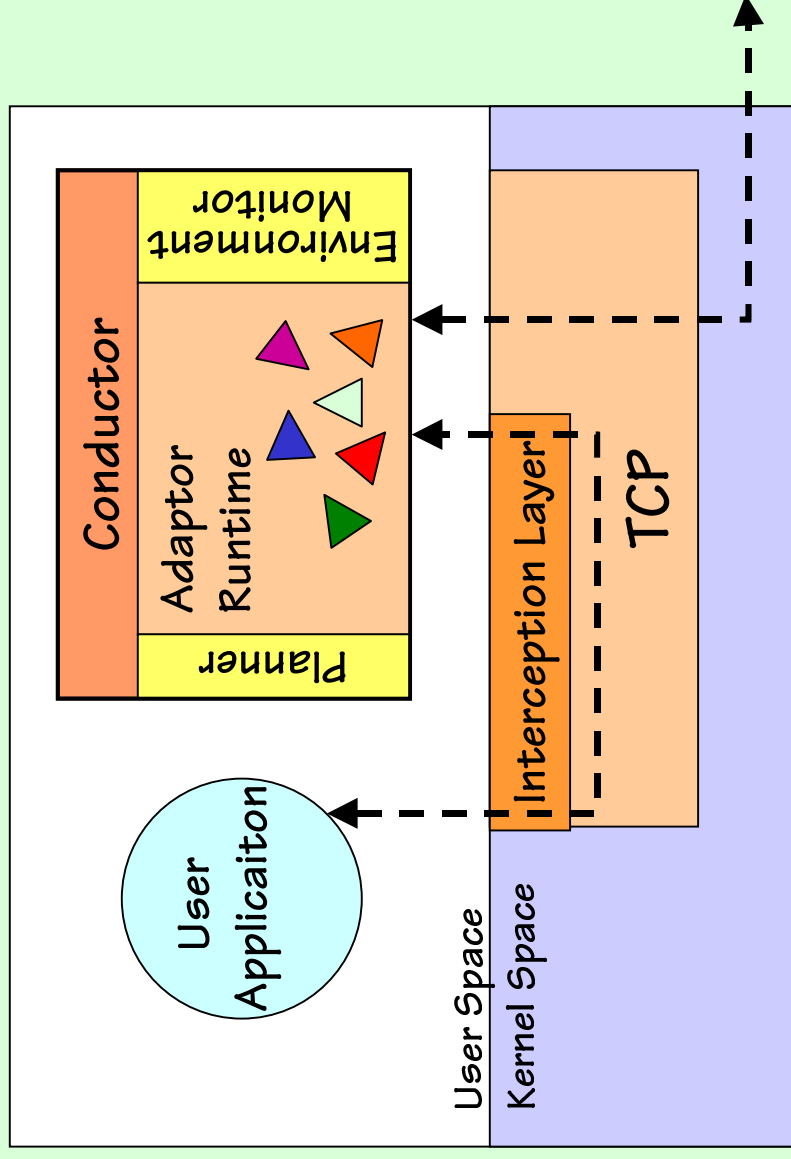 Conductor
Planner
Adaptor
Runtime
Environment
Monitor
User
Applicaiton
User Space
Kernel Space
Interception Layer
TCP